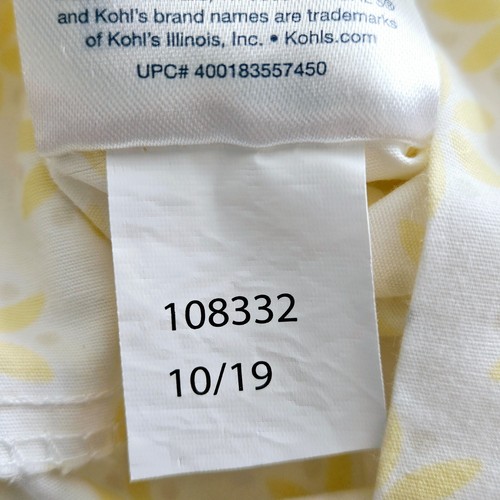 and Kohl's brand names are trademarks
of Kohl's Illinois, Inc. • Kohls.com
UPC# 400183557450
108332
10/19